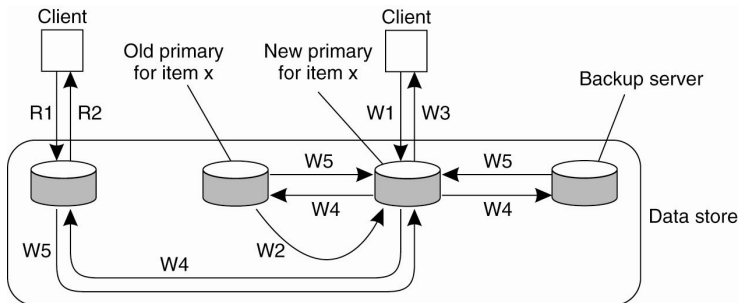 Client
Client
Old primary
for item x
New primary
for item x
Backup server
R1
R2
W1
W3
W5
W5
W4
W4
Data store
W5
W4
W2